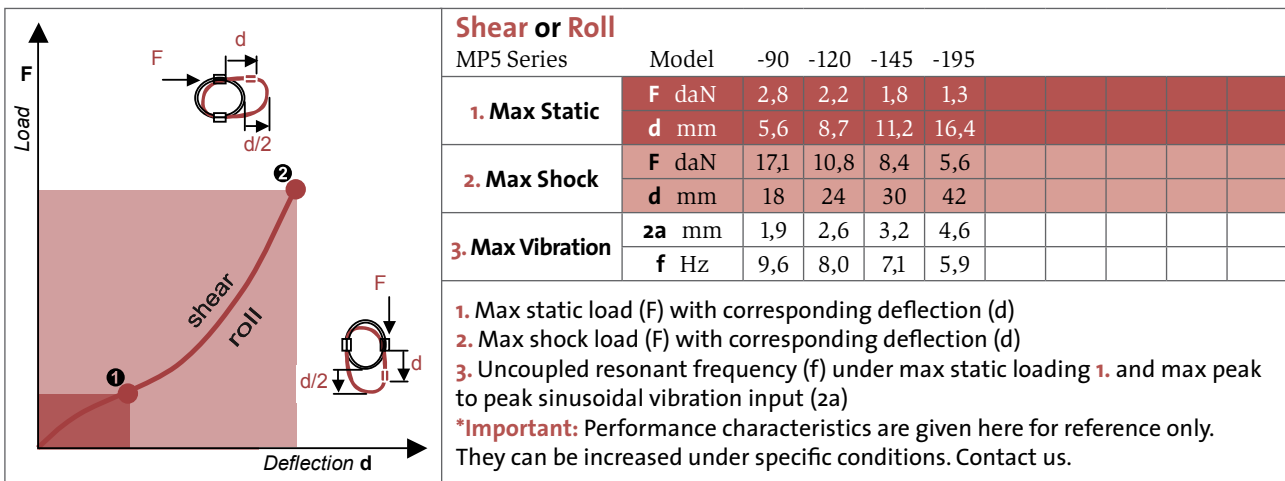 F
Load
F
d
d/2
❷
shear
roll
F
d
d/2
❶
Deflection d
Shear or Roll
MP5 Series Model -90 -120 -145 -195
1. Max Static F daN 2,8 2,2 1,8 1,3
d mm 5,6 8,7 11,2 16,4
2. Max Shock F daN 17,1 10,8 8,4 5,6
d mm 18 24 30 42
3. Max Vibration 2a mm 1,9 2,6 3,2 4,6
f Hz 9,6 8,0 7,1 5,9
1. Max static load (F) with corresponding deflection (d)
2. Max shock load (F) with corresponding deflection (d)
3. Uncoupled resonant frequency (f) under max static loading 1. and max peak
to peak sinusoidal vibration input (2a)
*Important: Performance characteristics are given here for reference only.
They can be increased under specific conditions. Contact us.